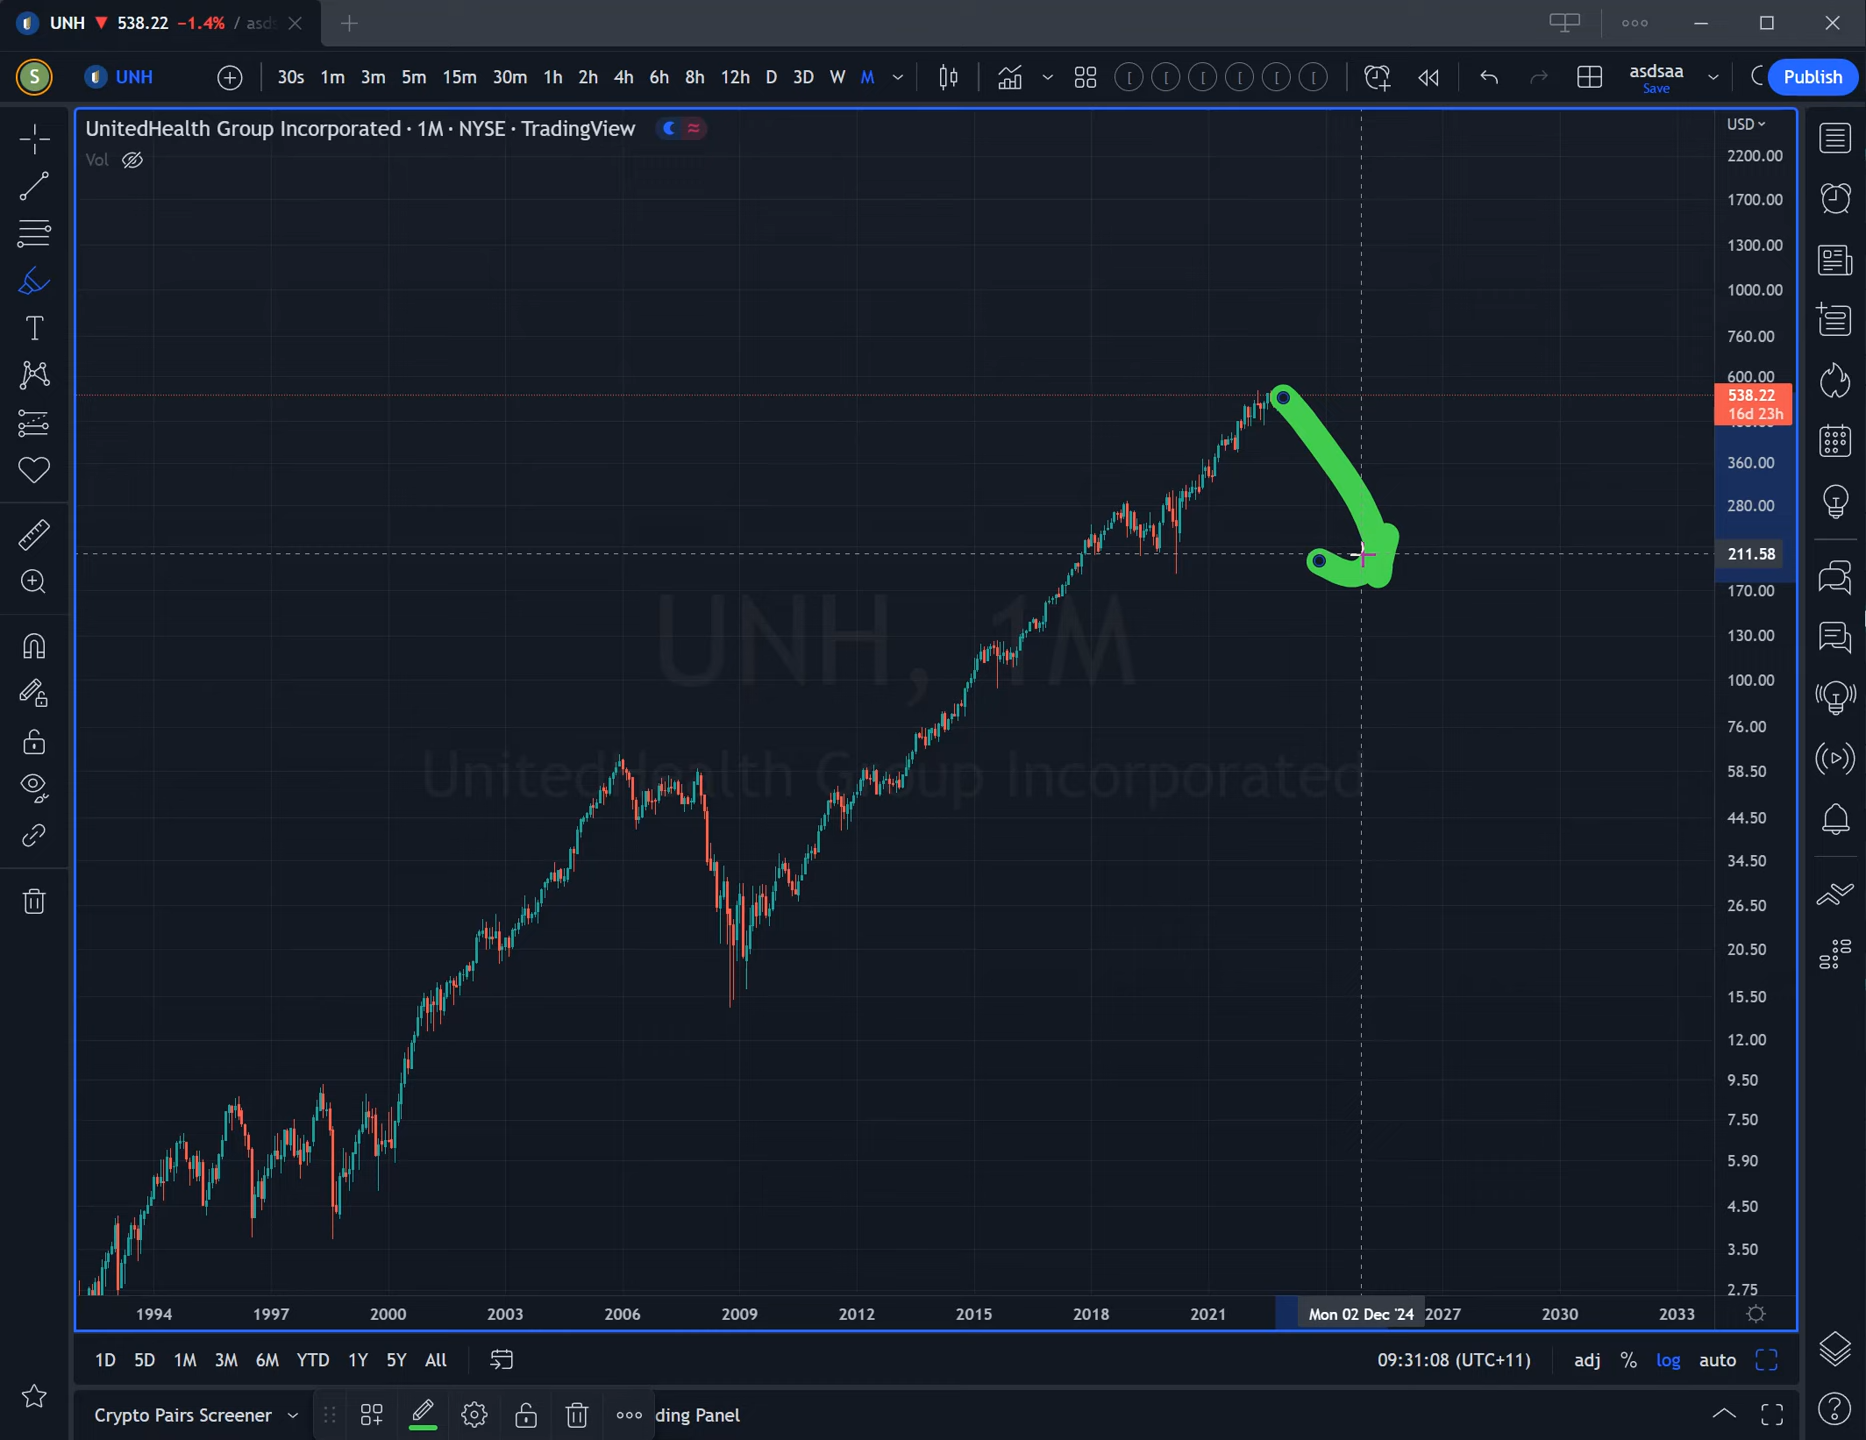 UNH ▼ 538.22 −1.4% / asd
S UNH 30s 1m 3m 5m 15m 30m 1h 2h 4h 6h 8h 12h D 3D W M asdsaa Save Publish
UnitedHealth Group Incorporated · 1M · NYSE · TradingView
Vol
USD
2200.00
1700.00
1300.00
1000.00
760.00
600.00
538.22
16d 23h
360.00
280.00
211.58
170.00
130.00
100.00
76.00
58.50
44.50
34.50
26.50
20.50
15.50
12.00
9.50
7.50
5.90
4.50
3.50
2.75
UNH, 1M
UnitedHealth Group Incorporated
1994 1997 2000 2003 2006 2009 2012 2015 2018 2021 Mon 02 Dec '24 2027 2030 2033
1D 5D 1M 3M 6M YTD 1Y 5Y All 09:31:08 (UTC+11) adj % log auto
Crypto Pairs Screener ding Panel